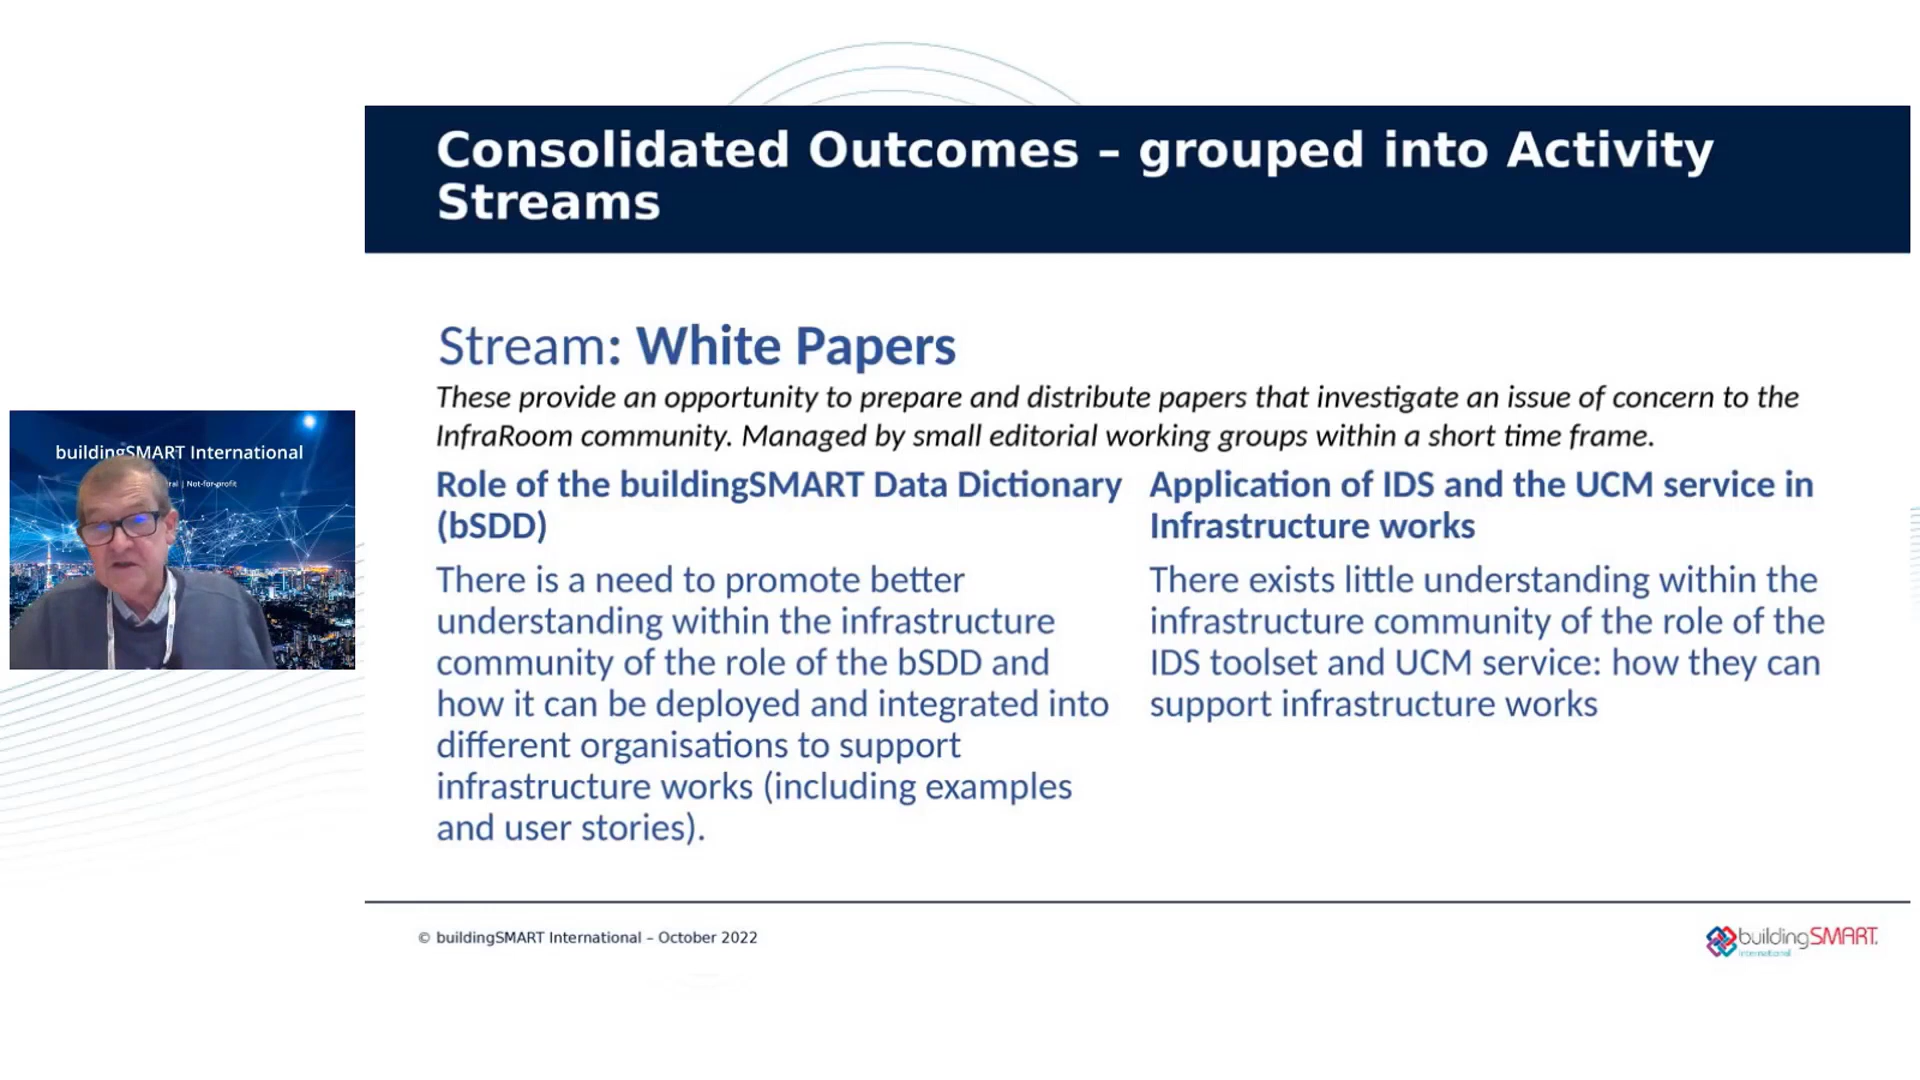 Consolidated Outcomes – grouped into Activity
Streams
Stream: White Papers
These provide an opportunity to prepare and distribute papers that investigate an issue of concern to the
InfraRoom community. Managed by small editorial working groups within a short time frame.
Role of the buildingSMART Data Dictionary
(bSDD)
There is a need to promote better
understanding within the infrastructure
community of the role of the bSDD and
how it can be deployed and integrated into
different organisations to support
infrastructure works (including examples
and user stories).
Application of IDS and the UCM service in
Infrastructure works
There exists little understanding within the
infrastructure community of the role of the
IDS toolset and UCM service: how they can
support infrastructure works
buildingSMART International
| Not-for-profit
© buildingSMART International – October 2022
buildingSMART.
International